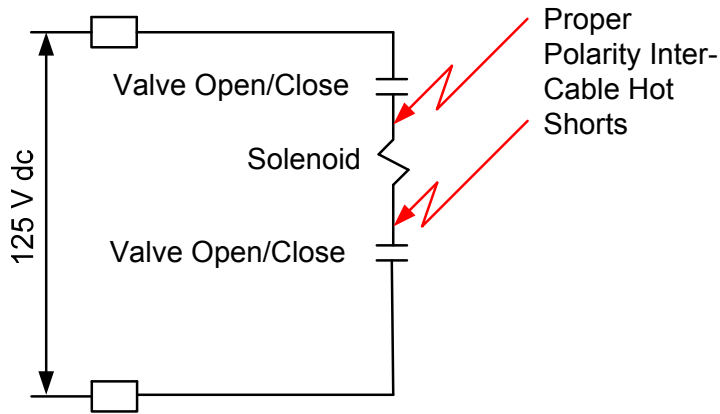 Proper
Polarity Inter-
Cable Hot
Shorts
Valve Open/Close
Solenoid
125 V dc
Valve Open/Close